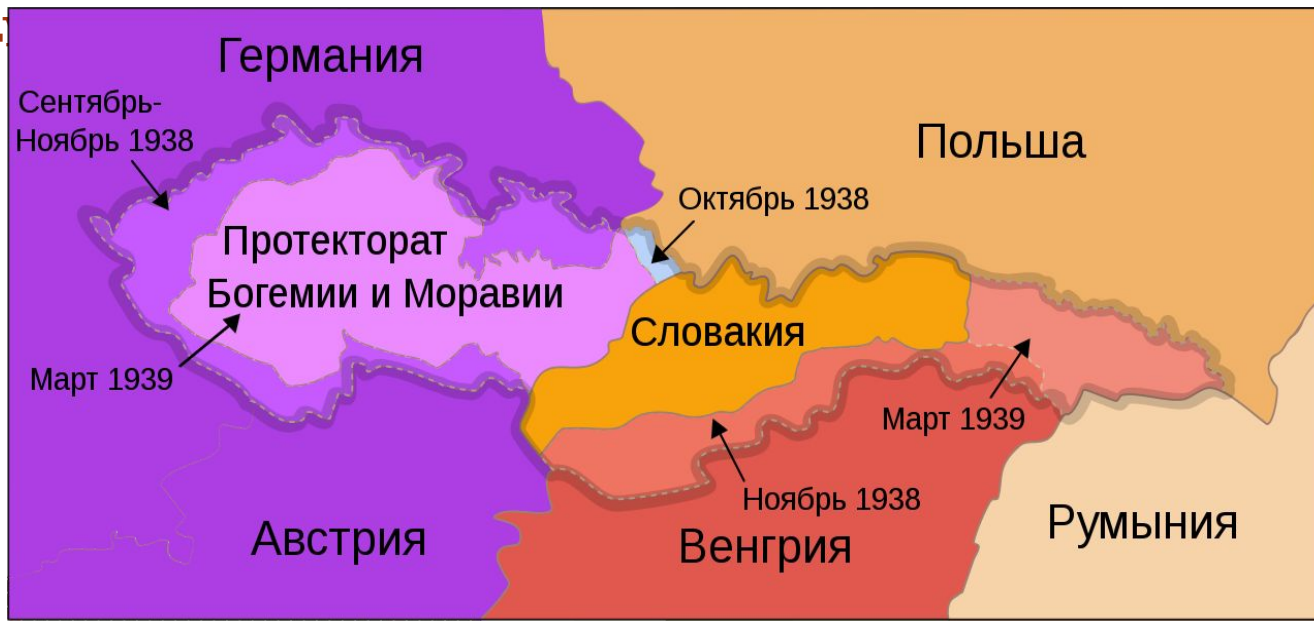 Германия
Сентябрь-
Ноябрь 1938
Польша
Октябрь 1938
Протекторат
Богемии и Моравии
Словакия
Март 1939
Март 1939
Ноябрь 1938
Австрия
Венгрия
Румыния